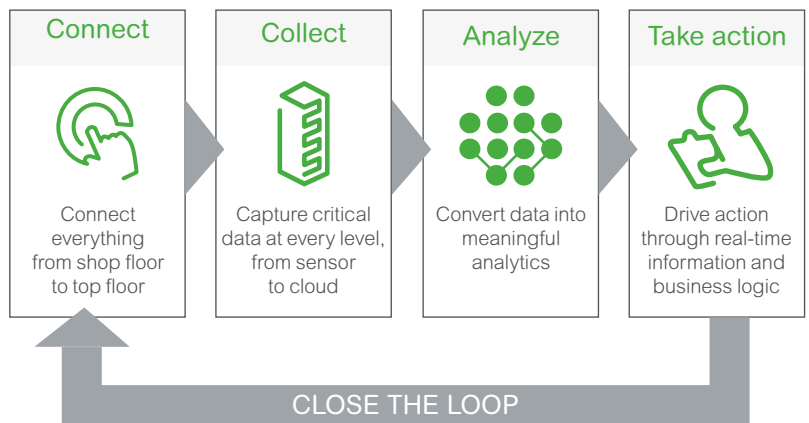 Connect
Connect
everything
from shop floor
to top floor
Collect
Capture critical
data at every level,
from sensor
to cloud
Analyze
Convert data into
meaningful
analytics
Take action
Drive action
through real-time
information and
business logic
CLOSE THE LOOP